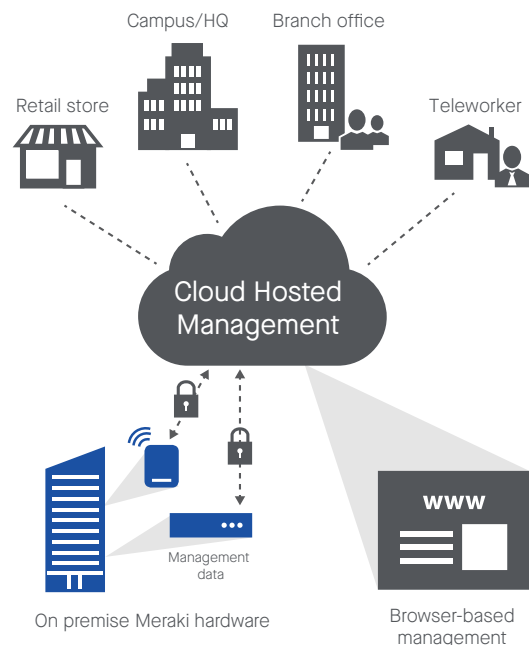 Campus/HQ
Branch office
Retail store
Teleworker
Cloud Hosted
Management
www
Management
data
On premise Meraki hardware
Browser-based
management